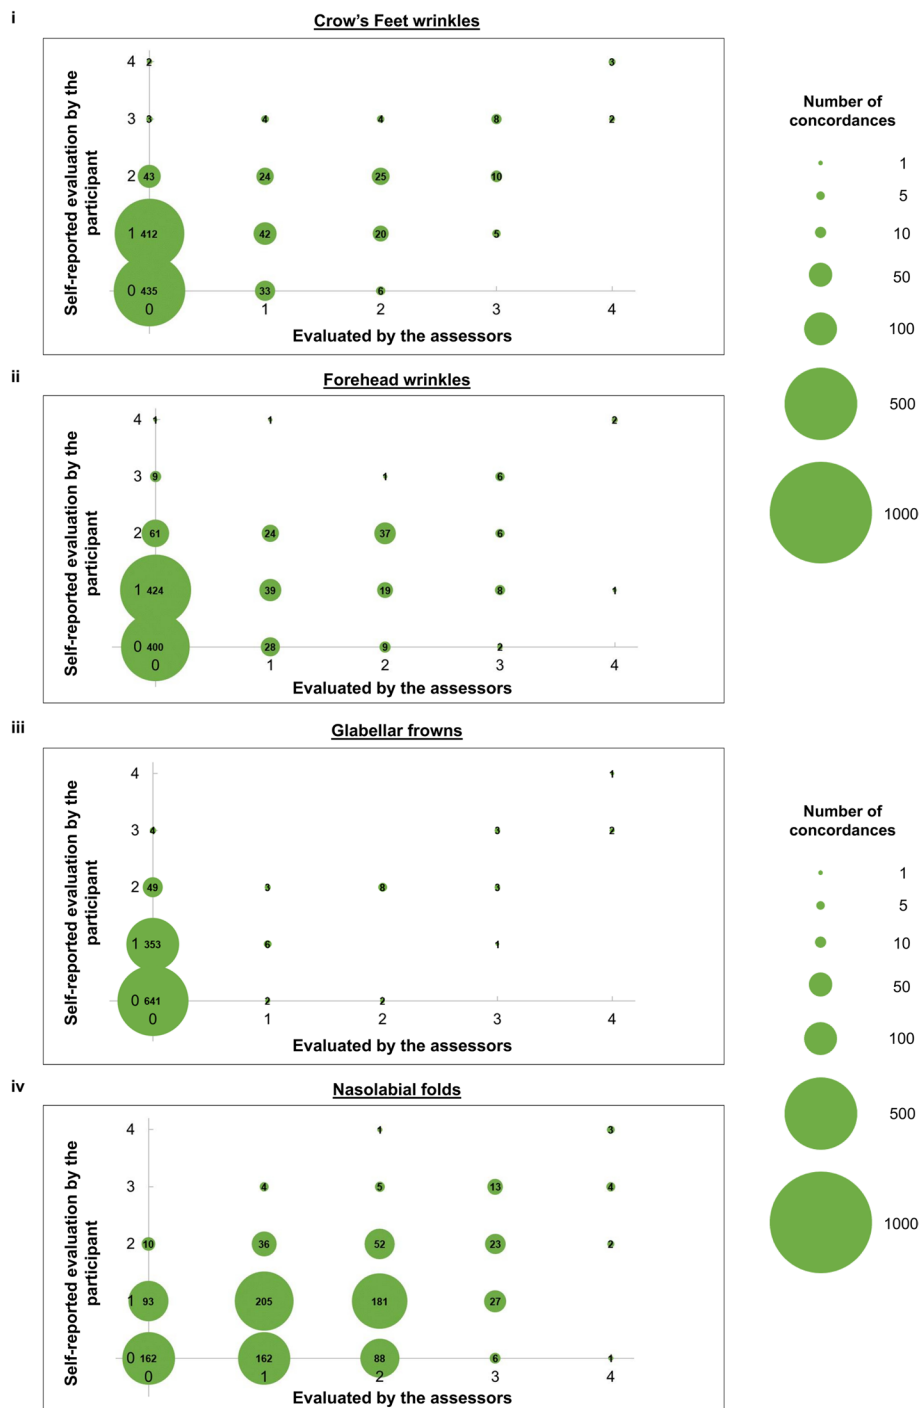 i
Crow's Feet wrinkles
Self-reported evaluation by the
participant
4 2 3
3 3 4 4 8 2
2 43 24 25 10
1 412 42 20 5
0 435 33 6
0 1 2 3 4
Evaluated by the assessors
Number of
concordances
1
5
10
50
100
500
1000
ii
Forehead wrinkles
Self-reported evaluation by the
participant
4 1 1 2
3 9 1 6
2 61 24 37 6
1 424 39 19 8 1
0 400 28 9 2
0 1 2 3 4
Evaluated by the assessors
iii
Glabellar frowns
Self-reported evaluation by the
participant
4 1
3 4 3 2
2 49 3 8 3
1 353 6 1
0 641 2 2
0 1 2 3 4
Evaluated by the assessors
Number of
concordances
1
5
10
50
100
500
1000
iv
Nasolabial folds
Self-reported evaluation by the
participant
4 1 3
3 4 5 13 4
2 10 36 52 23 2
1 93 205 181 27
0 162 162 88 6 1
0 1 2 3 4
Evaluated by the assessors